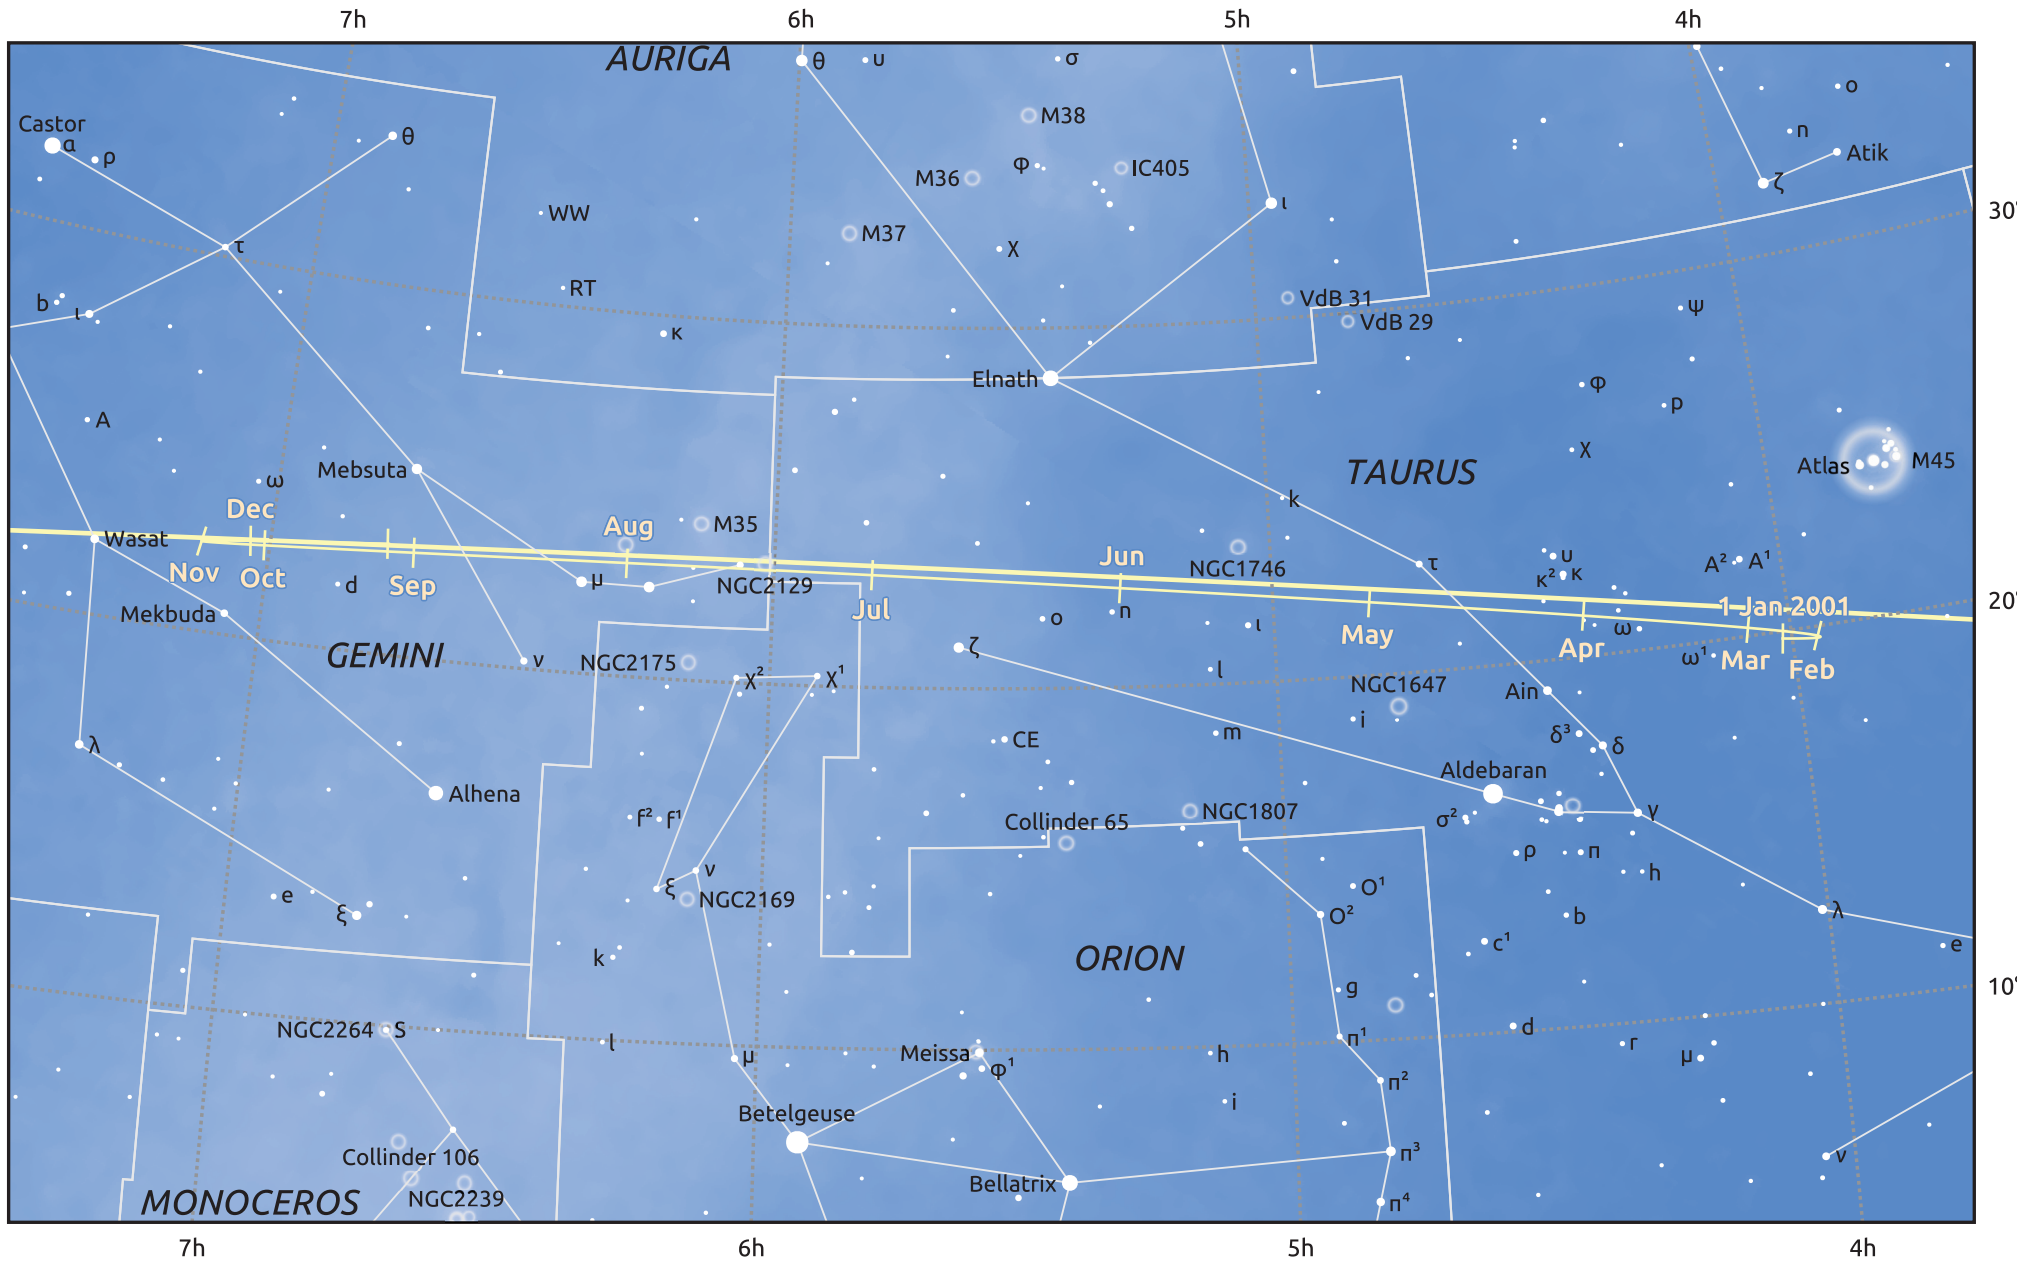 7h 6h 5h 4h
AURIGA
θ υ σ
ο
M38
Castor
α ρ
θ
n
Atik
φ
IC405
M36
ζ
WW
ι
M37
τ
χ
30°
RT
b ι
VdB 31
ψ
VdB 29
κ
Elnath
φ
p
A
χ
Mebsuta
TAURUS
Atlas M45
ω
k
Dec
Aug M35
Wasat
Jun
τ
υ
A² A¹
Nov Oct Sep
NGC1746
κ² κ
d
μ
NGC2129
20°
Mekbuda
Jul
ο n
ι
May
Apr
ω
1 Jan 2001
GEMINI
ν
NGC2175
ζ
l
ω¹ Mar Feb
χ² χ¹
NGC1647
Ain
i
λ
CE
m
δ³ δ
Aldebaran
Alhena
f² f¹
Collinder 65
NGC1807
σ²
γ
ρ π
h
ν
ξ
NGC2169
O¹
e ξ
O²
b
λ
c¹
e
k
ORION
g
10°
NGC2264 S
l
μ
Meissa
φ¹
h
π¹
d
r
μ
π²
i
Betelgeuse
Collinder 106
π³
ν
NGC2239
MONOCEROS
Bellatrix
π⁴
7h 6h 5h 4h